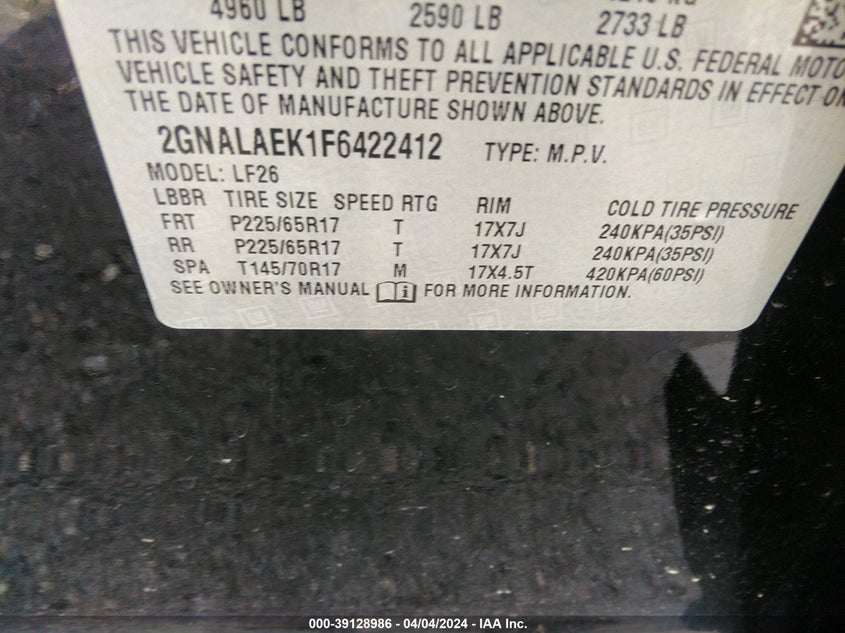 4960 LB 2590 LB 2733 LB
THIS VEHICLE CONFORMS TO ALL APPLICABLE U.S. FEDERAL MOTO
VEHICLE SAFETY AND THEFT PREVENTION STANDARDS IN EFFECT ON
THE DATE OF MANUFACTURE SHOWN ABOVE.
2GNALAEK1F6422412 TYPE: M.P.V.
MODEL: LF26
LBBR TIRE SIZE SPEED RTG RIM COLD TIRE PRESSURE
FRT P225/65R17 T 17X7J 240KPA(35PSI)
RR P225/65R17 T 17X7J 240KPA(35PSI)
SPA T145/70R17 M 17X4.5T 420KPA(60PSI)
SEE OWNER'S MANUAL FOR MORE INFORMATION.
000-39128986 - 04/04/2024 - IAA Inc.